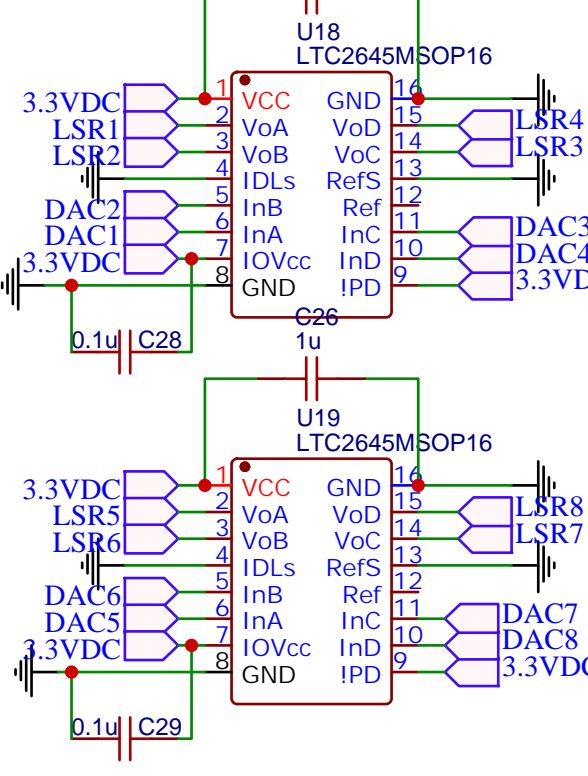 U18
LTC2645MSOP16
3.3VDC 1 VCC GND 16
LSR1 2 VoA VoD 15 LSR4
LSR2 3 VoB VoC 14 LSR3
4 IDLs RefS 13
DAC2 5 InB Ref 12
DAC1 6 InA InC 11 DAC3
3.3VDC 7 IOVcc InD 10 DAC4
8 GND !PD 9 3.3VD
0.1u C28
C26
1u
U19
LTC2645MSOP16
3.3VDC 1 VCC GND 16
LSR5 2 VoA VoD 15 LSR8
LSR6 3 VoB VoC 14 LSR7
4 IDLs RefS 13
DAC6 5 InB Ref 12
DAC5 6 InA InC 11 DAC7
3.3VDC 7 IOVcc InD 10 DAC8
8 GND !PD 9 3.3VDC
0.1u C29